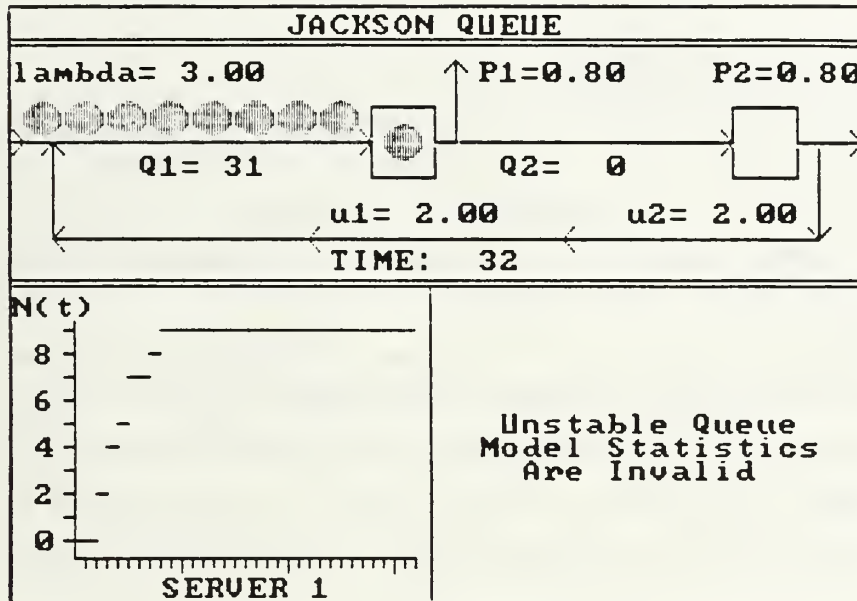 JACKSON QUEUE
lambda= 3.00
P1=0.80
P2=0.80
Q1= 31
Q2= 0
u1= 2.00
u2= 2.00
TIME: 32
N(t)
8
6
4
2
0
SERVER 1
Unstable Queue
Model Statistics
Are Invalid